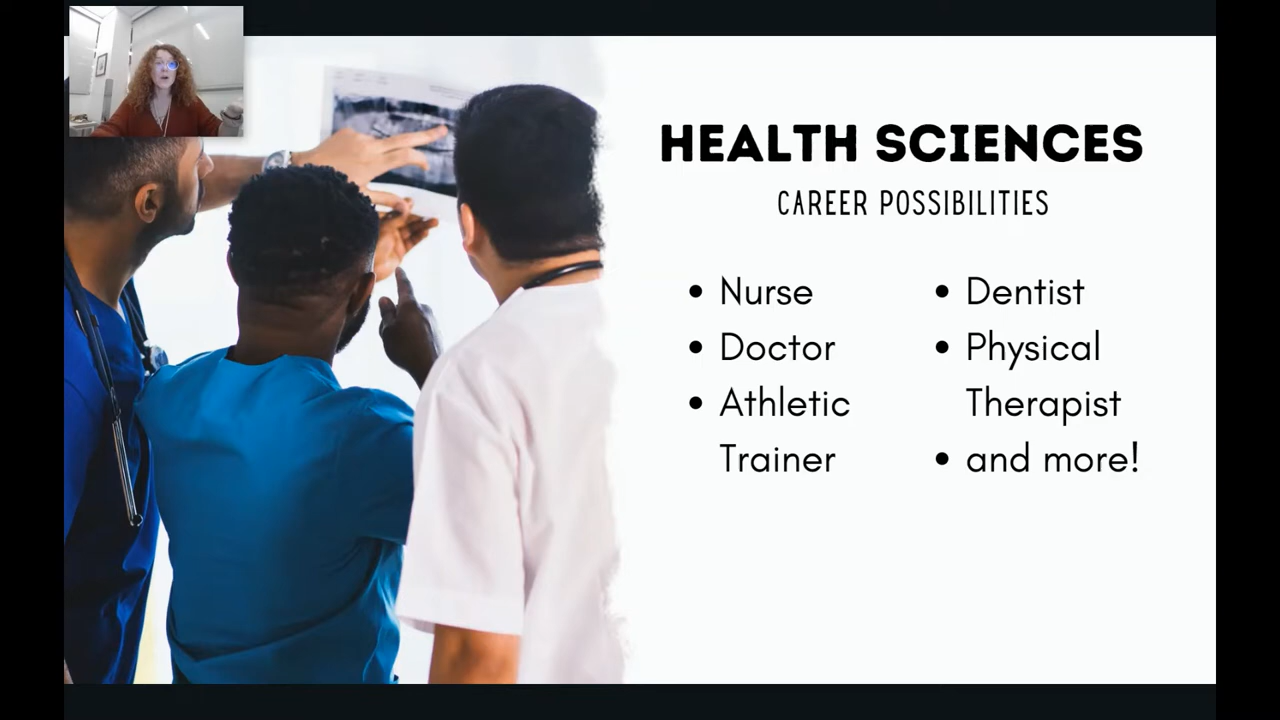 HEALTH SCIENCES
CAREER POSSIBILITIES
• Nurse
• Doctor
• Athletic
Trainer
• Dentist
• Physical
Therapist
• and more!